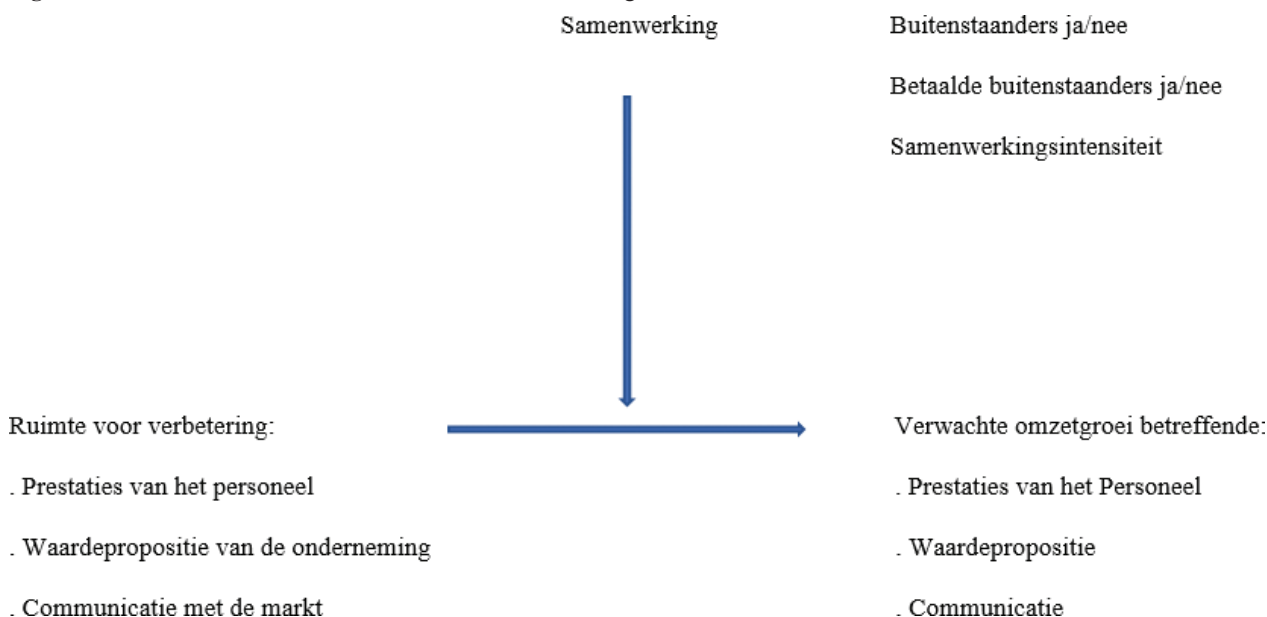 Samenwerking
Buitenstaanders ja/nee
Betaalde buitenstaanders ja/nee
Samenwerkingsintensiteit
Ruimte voor verbetering:
. Prestaties van het personeel
. Waardepropositie van de onderneming
. Communicatie met de markt
Verwachte omzetgroei betreffende:
. Prestaties van het Personeel
. Waardepropositie
. Communicatie